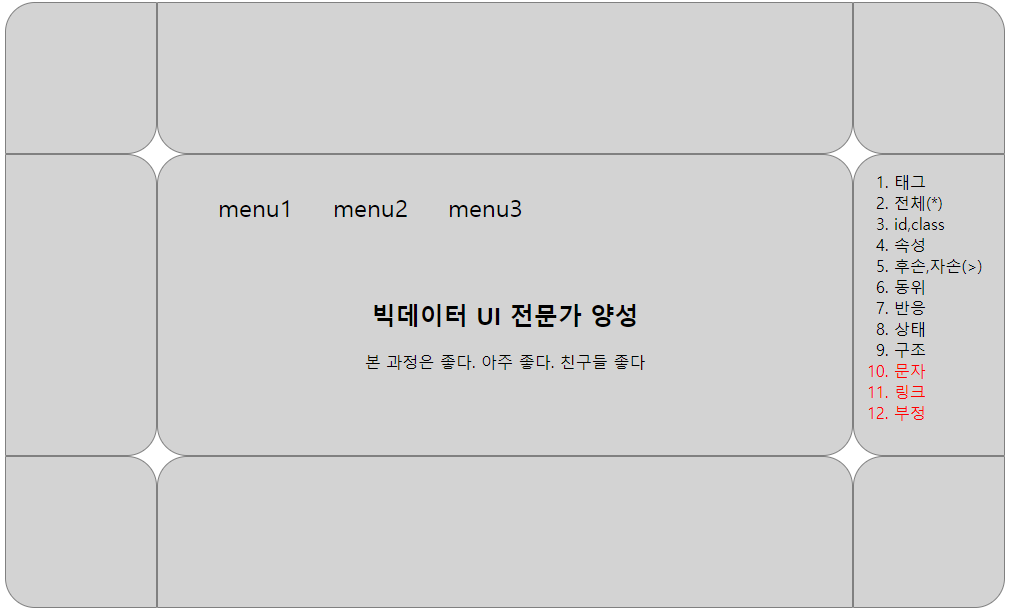 menu1 menu2 menu3
빅데이터 UI 전문가 양성
본 과정은 좋다. 아주 좋다. 친구들 좋다
1. 태그
2. 전체(*)
3. id,class
4. 속성
5. 후손,자손(>)
6. 동위
7. 반응
8. 상태
9. 구조
10. 문자
11. 링크
12. 부정